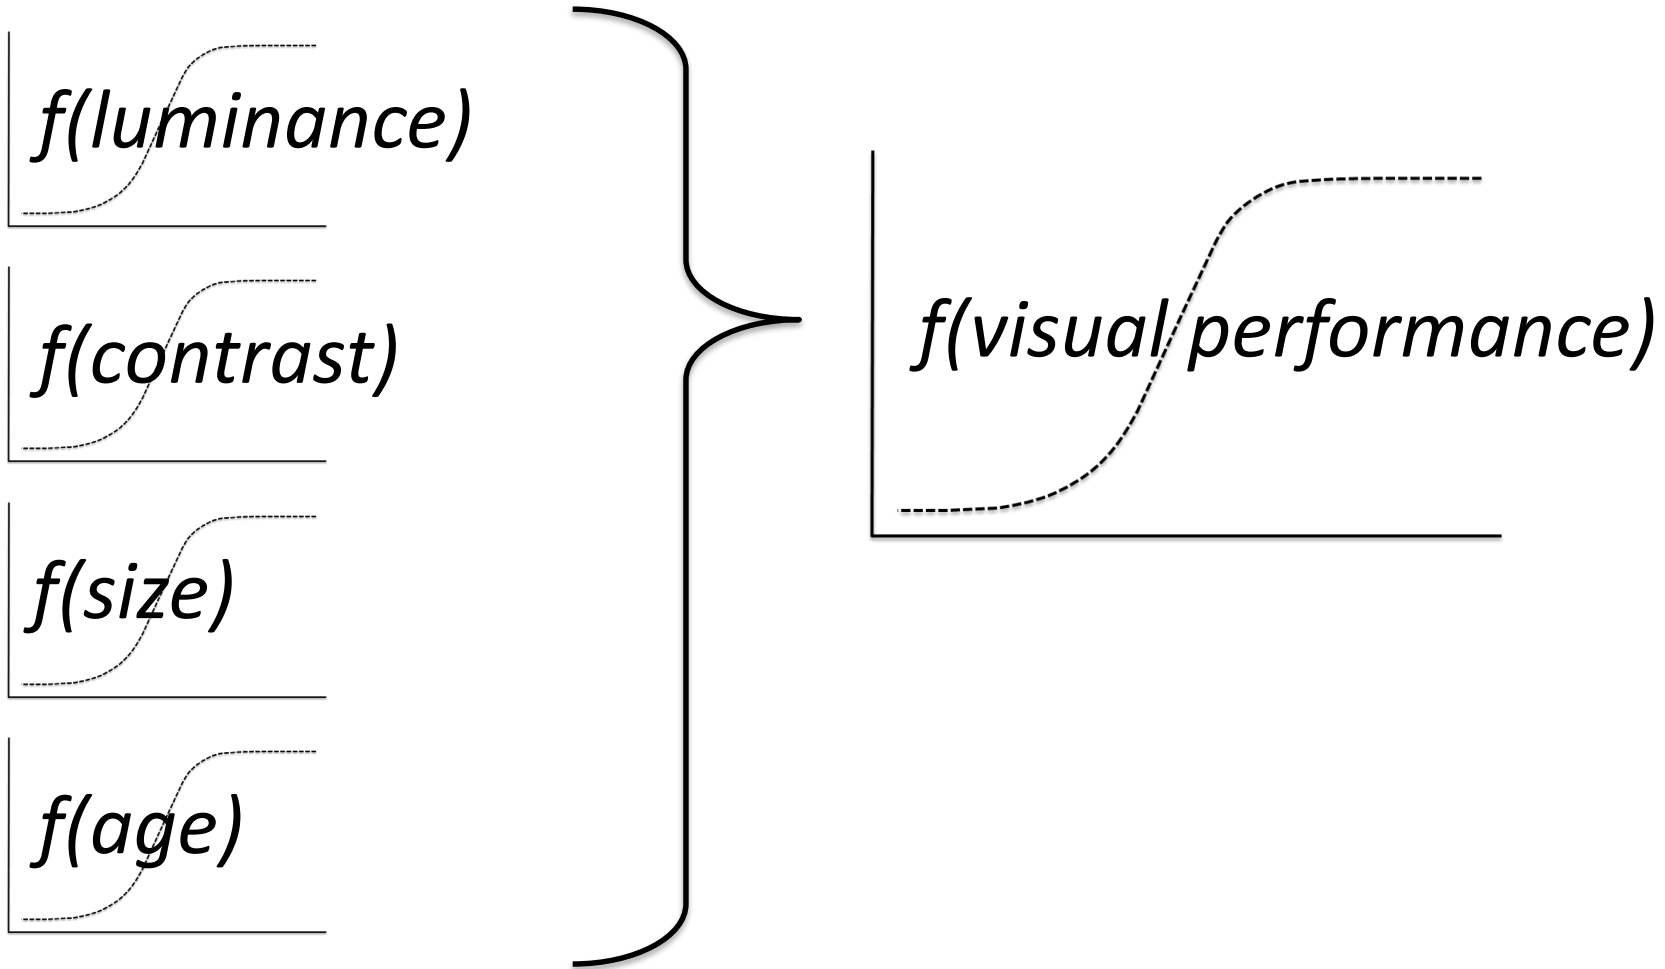 f(luminance)
f(contrast)
f(size)
f(age)
f(visual performance)